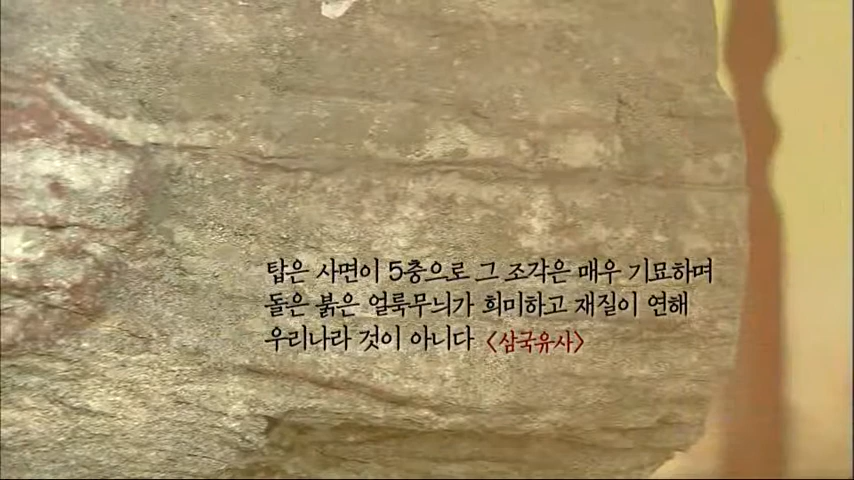 탑은 사면이 5층으로 그 조각은 매우 기묘하며
돌은 붉은 얼룩무늬가 희미하고 재질이 연해
우리나라 것이 아니다 <삼국유사>